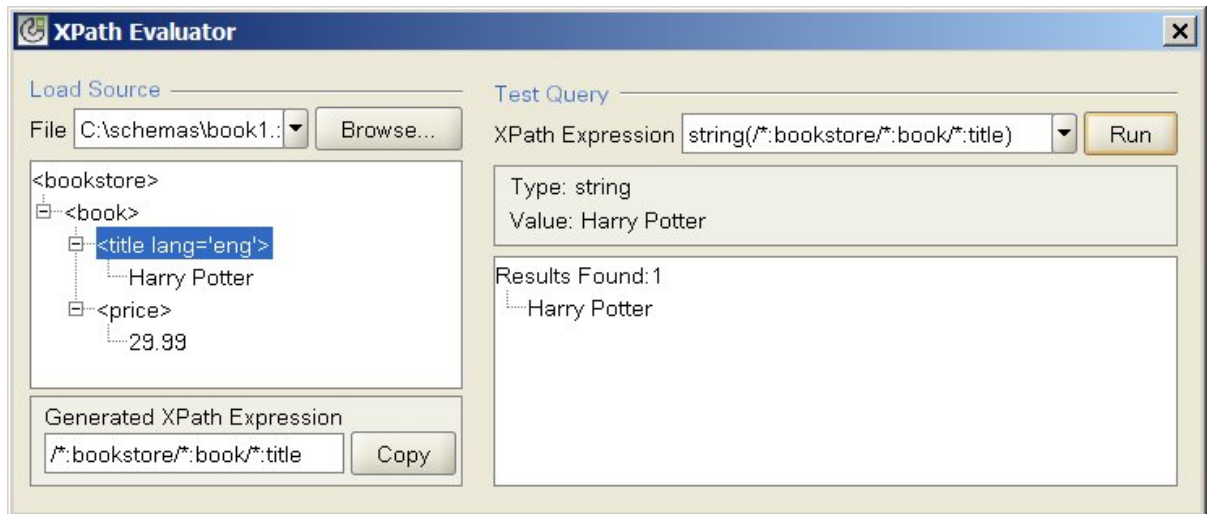 XPath Evaluator
Load Source
File C:\schemas\book1.: Browse...
<bookstore>
<book>
<title lang='eng'>
Harry Potter
<price>
29.99
Generated XPath Expression
/*:bookstore/*:book/*:title Copy
Test Query
XPath Expression string(/*:bookstore/*:book/*:title) Run
Type: string
Value: Harry Potter
Results Found:1
Harry Potter